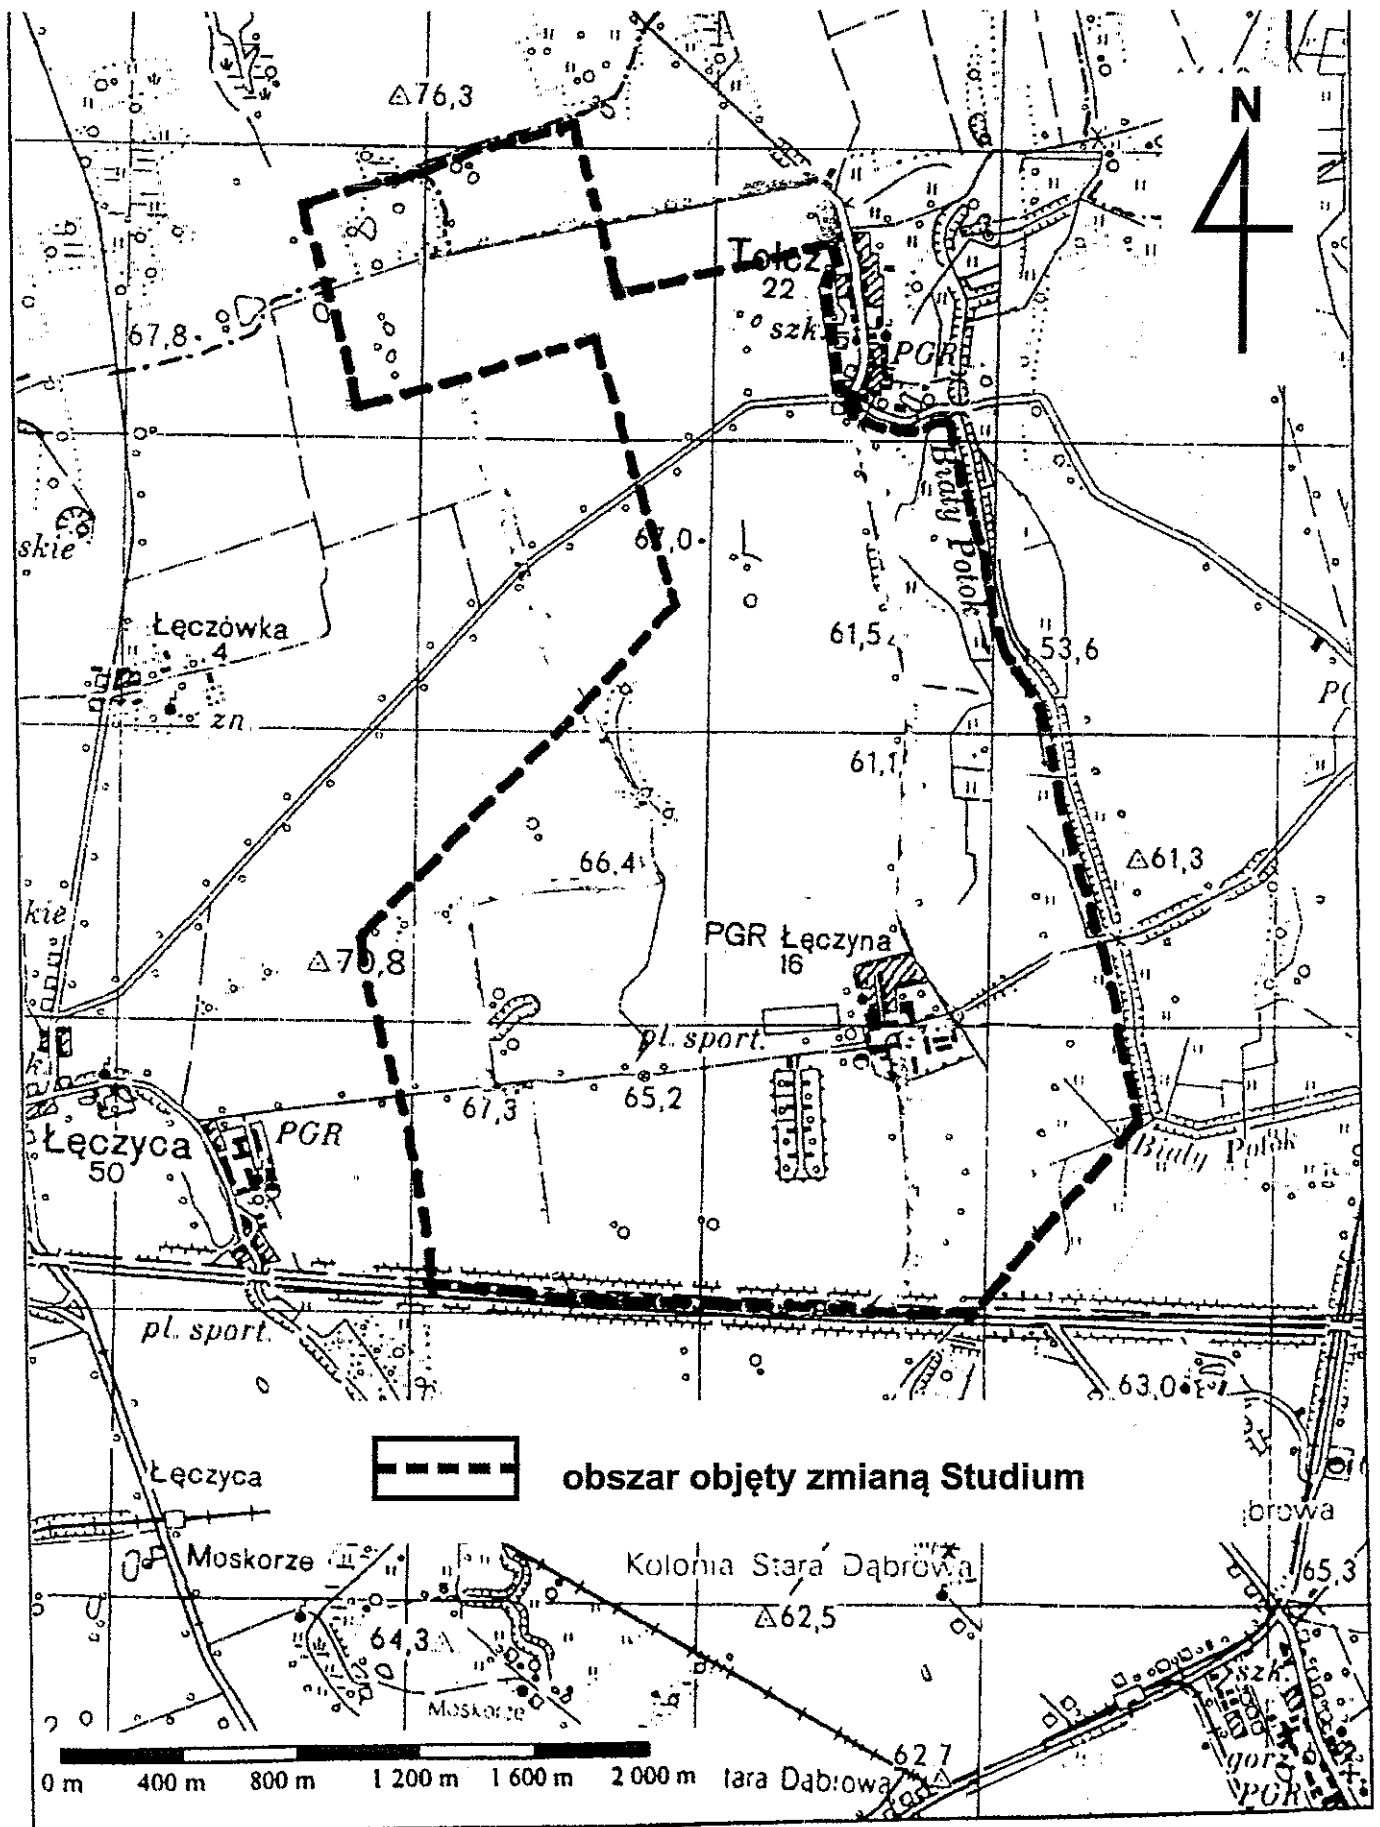 76,3
N
Tolcz
22
szk.
67,8
PGR
Biały Potok
skie
67,0
Łęczówka
4
61,5
53,6
zn
61,1
66,4
61,3
kie
PGR Łęczyna
16
70,8
pl. sport.
k.
67,3
65,2
PGR
Łęczyca
50
Biały Potok
pl. sport.
63,0
Łęczyca
obszar objęty zmianą Studium
browa
Moskorze
Kolonia Stara Dąbrowa
65,3
62,5
64,3
szk.
Moskorze
62,7
0 m 400 m 800 m 1 200 m 1 600 m 2 000 m
tara Dąbrowa
gorz.
PGR